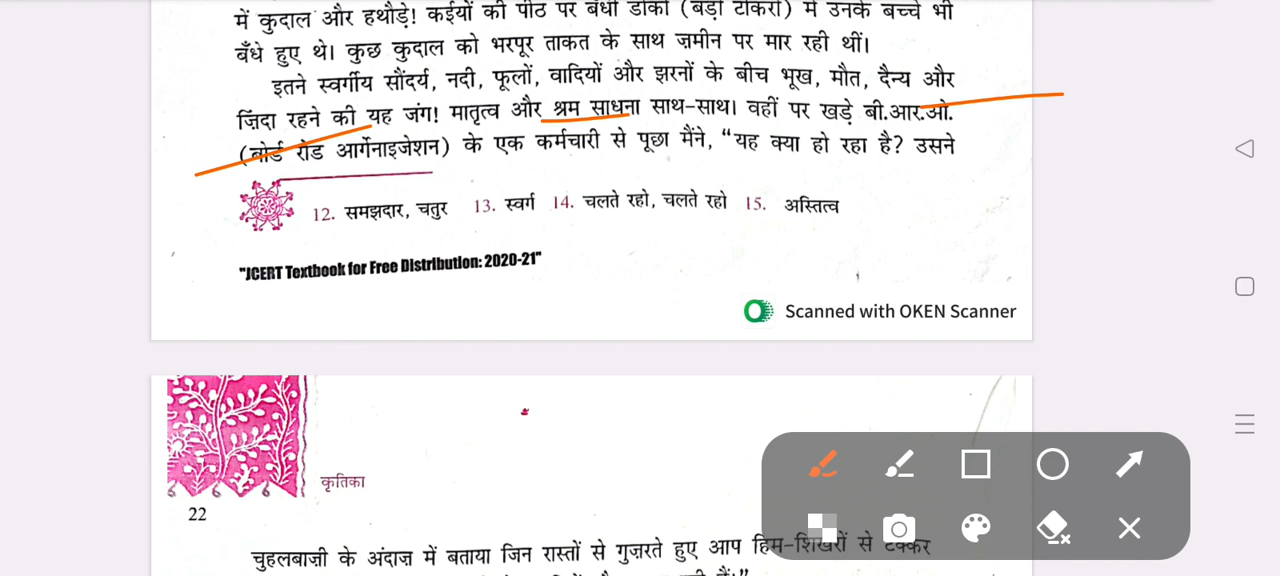 में कुदाल और हथौड़े! कईयों की पीठ पर बँधी डोको (बड़ी टोकरी) में उनके बच्चे भी
बँधे हुए थे। कुछ कुदाल को भरपूर ताकत के साथ ज़मीन पर मार रही थीं।
इतने स्वर्गीय सौंदर्य, नदी, फूलों, वादियों और झरनों के बीच भूख, मौत, दैन्य और
ज़िंदा रहने की यह जंग! मातृत्व और श्रम साधना साथ-साथ। वहीं पर खड़े बी.आर.ओ.
(बोर्ड रोड आर्गेनाइजेशन) के एक कर्मचारी से पूछा मैंने, “यह क्या हो रहा है? उसने
12. समझदार, चतुर 13. स्वर्ग 14. चलते रहो, चलते रहो 15. अस्तित्व
"JCERT Textbook for Free Distribution: 2020-21"
Scanned with OKEN Scanner
कृतिका
22
चुहलबाज़ी के अंदाज़ में बताया जिन रास्तों से गुज़रते हुए आप हिम-शिखरों से टक्कर